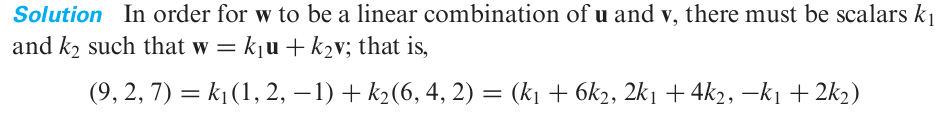 Solution In order for w to be a linear combination of u and v, there must be scalars k₁
and k₂ such that w = k₁u + k₂v; that is,
(9, 2, 7) = k₁(1, 2, −1) + k₂(6, 4, 2) = (k₁ + 6k₂, 2k₁ + 4k₂, −k₁ + 2k₂)